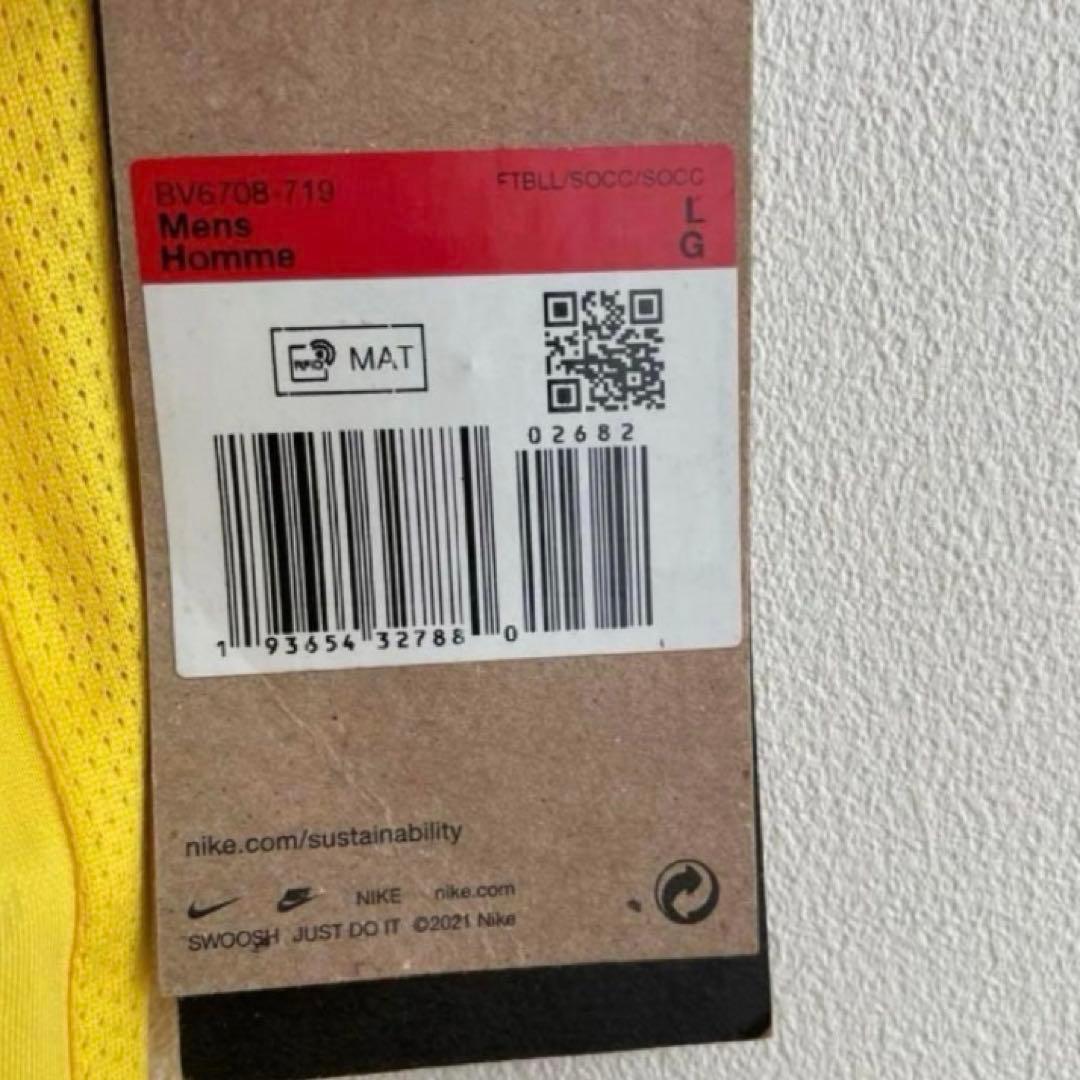 BV6708-719
FTBLL/SOCC/SOCC
Mens
L
Homme
G
RFID MAT
02682
1 93654 32788 0
nike.com/sustainability
NIKE nike.com
SWOOSH JUST DO IT ©2021 Nike